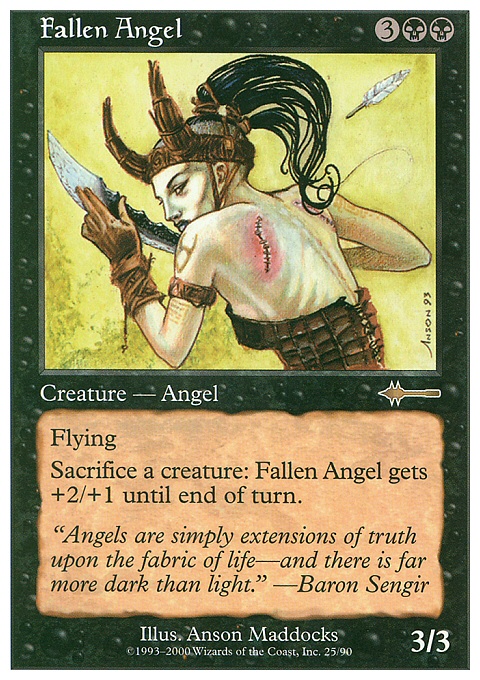 Fallen Angel 3
ANSON 93
Creature — Angel
Flying
Sacrifice a creature: Fallen Angel gets
+2/+1 until end of turn.
“Angels are simply extensions of truth
upon the fabric of life—and there is far
more dark than light.” —Baron Sengir
Illus. Anson Maddocks
©1993–2000 Wizards of the Coast, Inc. 25/90
3/3